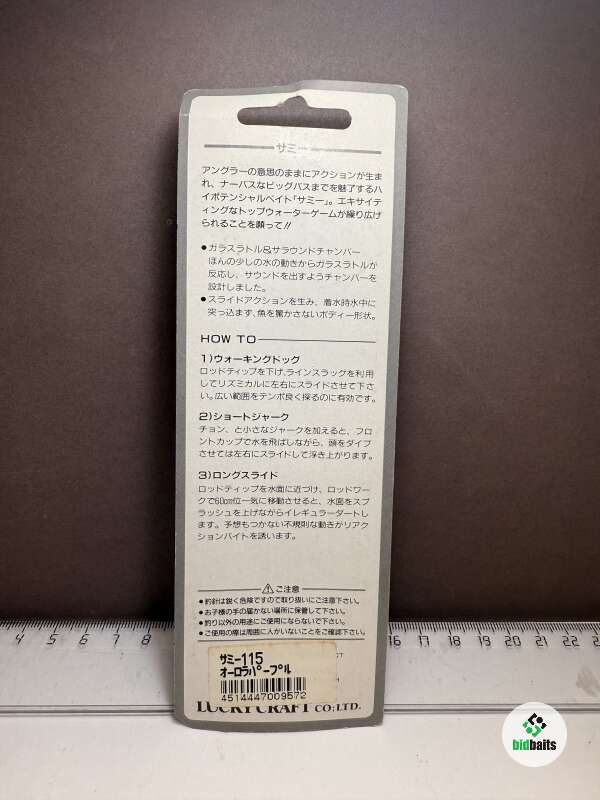 サミー
アングラーの意思のままにアクションが生ま
れ、ナーバスなビッグバスまでを魅了するハ
イポテンシャルベイト「サミー」。エキサイテ
ィングなトップウォーターゲームが繰り広げ
られることを願って!!
●ガラスラトル&サラウンドチャンバー
ほんの少しの水の動きからガラスラトルが
反応し、サウンドを出すようチャンバーを
設計しました。
●スライドアクションを生み、着水時水中に
突っ込まず、魚を驚かさないボディー形状。
HOW TO
1)ウォーキングドッグ
ロッドティップを下げ、ラインスラックを利用
してリズミカルに左右にスライドさせて下さ
い。広い範囲をテンポ良く探るのに有効です。
2)ショートジャーク
チョン、と小さなジャークを加えると、フロ
ントカップで水を飛ばしながら、頭をダイブ
させては左右にスライドして浮き上がります。
3)ロングスライド
ロッドティップを水面に近づけ、ロッドワー
クで60cm位一気に移動させると、水面をスプ
ラッシュを上げながらイレギュラーダートし
ます。予想もつかない不規則な動きがリアク
ションバイトを誘います。
ご注意
●釣針は鋭く危険ですので取り扱いにご注意下さい。
●お子様の手の届かない場所に保管して下さい。
●釣り以外の用途にご使用にならないで下さい。
●ご使用の際は周囲に人がいないことをご確認下さい。
サミー115
オーロラパープル
4514447009572
LUCKY CRAFT CO:LTD.
1 2 3 4 5 6 7 8 16 17 18 19 20 21 22 2
bidbaits